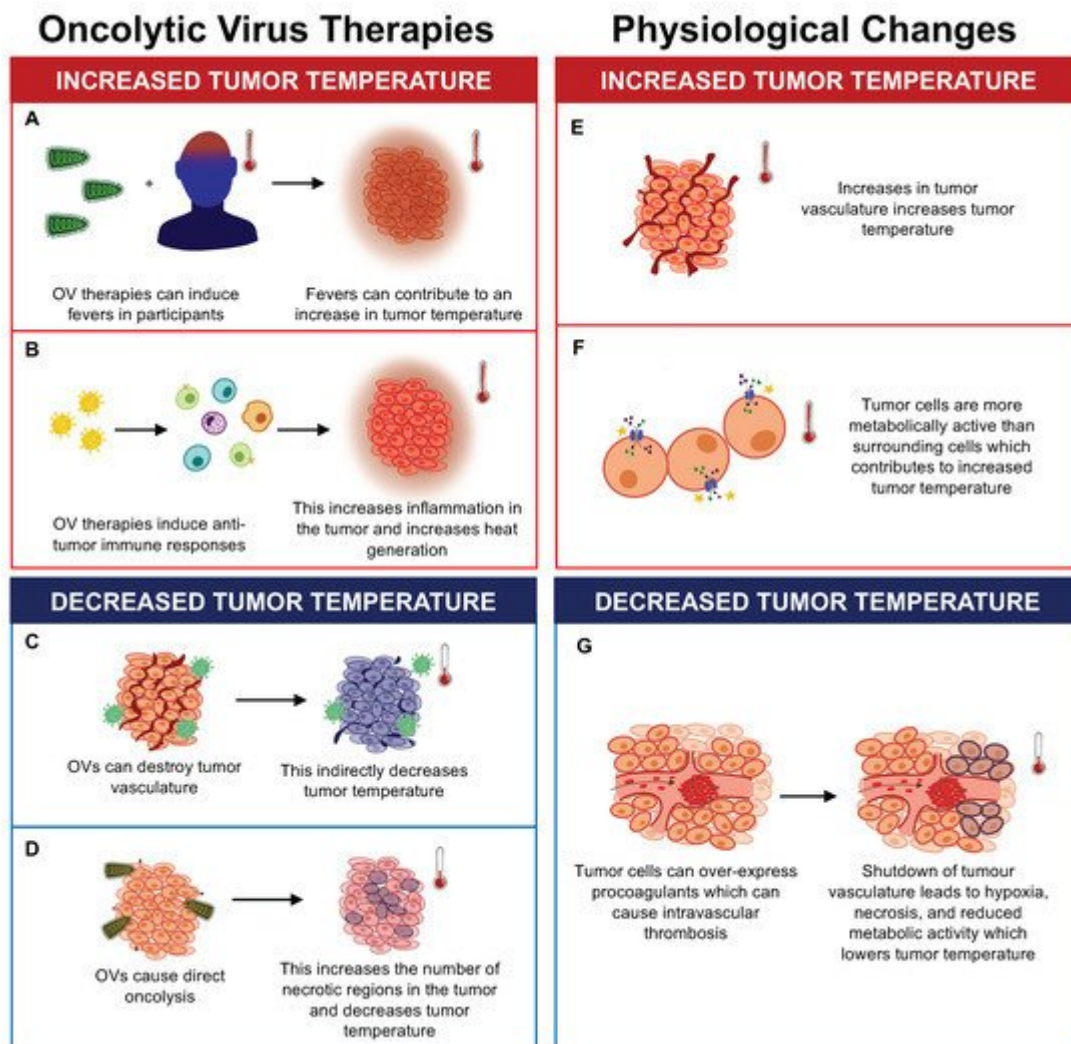 Oncolytic Virus Therapies
INCREASED TUMOR TEMPERATURE
A
+
OV therapies can induce
fevers in participants
Fevers can contribute to an
increase in tumor temperature
B
OV therapies induce anti-
tumor immune responses
This increases inflammation in
the tumor and increases heat
generation
DECREASED TUMOR TEMPERATURE
C
OVs can destroy tumor
vasculature
This indirectly decreases
tumor temperature
D
OVs cause direct
oncolysis
This increases the number of
necrotic regions in the tumor
and decreases tumor
temperature
Physiological Changes
INCREASED TUMOR TEMPERATURE
E
Increases in tumor
vasculature increases tumor
temperature
F
Tumor cells are more
metabolically active than
surrounding cells which
contributes to increased
tumor temperature
DECREASED TUMOR TEMPERATURE
G
Tumor cells can over-express
procoagulants which can
cause intravascular
thrombosis
Shutdown of tumour
vasculature leads to hypoxia,
necrosis, and reduced
metabolic activity which
lowers tumor temperature